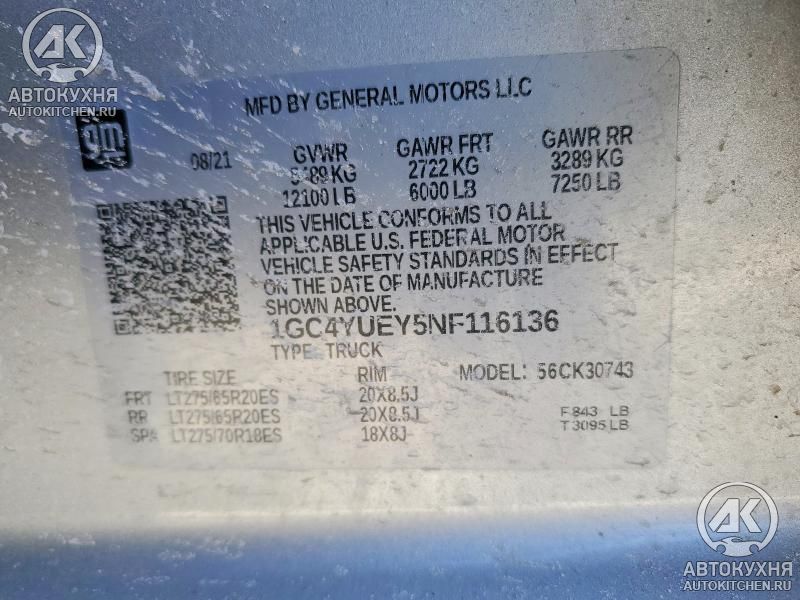 АВТОКУХНЯ
AUTOKITCHEN.RU
gm
MFD BY GENERAL MOTORS LLC
08/21 GVWR GAWR FRT GAWR RR
5489 KG 2722 KG 3289 KG
12100 LB 6000 LB 7250 LB
THIS VEHICLE CONFORMS TO ALL
APPLICABLE U.S. FEDERAL MOTOR
VEHICLE SAFETY STANDARDS IN EFFECT
ON THE DATE OF MANUFACTURE
SHOWN ABOVE.
1GC4YUEY5NF116136
TYPE: TRUCK MODEL: 56CK30743
TIRE SIZE RIM
FRT LT275/65R20ES 20X8.5J
RR LT275/65R20ES 20X8.5J F 843 LB
SPA LT275/70R18ES 18X8J T 3095 LB
АВТОКУХНЯ
AUTOKITCHEN.RU